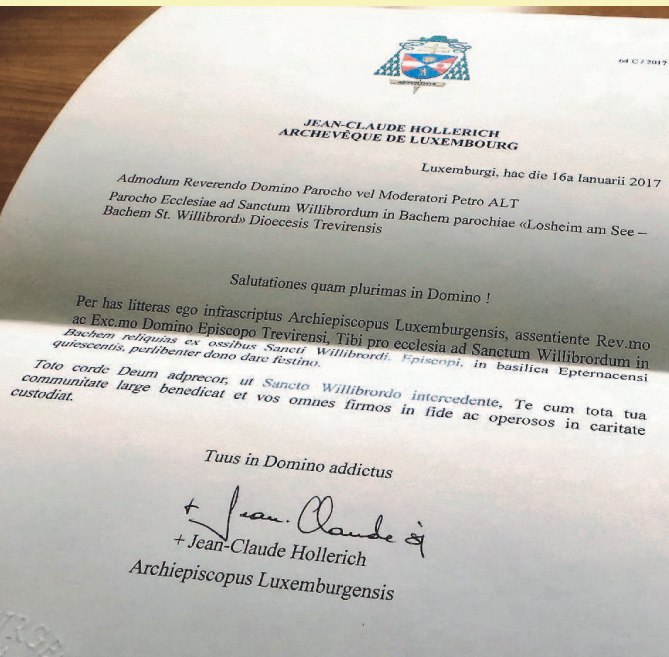 64 C / 2017
JEAN-CLAUDE HOLLERICH
ARCHEVÊQUE DE LUXEMBOURG
Luxemburgi, hac die 16a Ianuarii 2017
Admodum Reverendo Domino Parocho vel Moderatori Petro ALT
Parocho Ecclesiae ad Sanctum Willibrordum in Bachem parochiae «Losheim am See –
Bachem St. Willibrord» Dioecesis Trevirensis
Salutationes quam plurimas in Domino !
Per has litteras ego infrascriptus Archiepiscopus Luxemburgensis, assentiente Rev.mo
ac Exc.mo Domino Episcopo Trevirensi, Tibi pro ecclesia ad Sanctum Willibrordum in
Bachem reliquias ex ossibus Sancti Willibrordi, Episcopi, in basilica Epternacensi
quiescentis, perlibenter dono dare festino.
Toto corde Deum adprecor, ut Sancto Willibrordo intercedente, Te cum tota tua
communitate large benedicat et vos omnes firmos in fide ac operosos in caritate
custodiat.
Tuus in Domino addictus
+ Jean-Claude
+ Jean-Claude Hollerich
Archiepiscopus Luxemburgensis